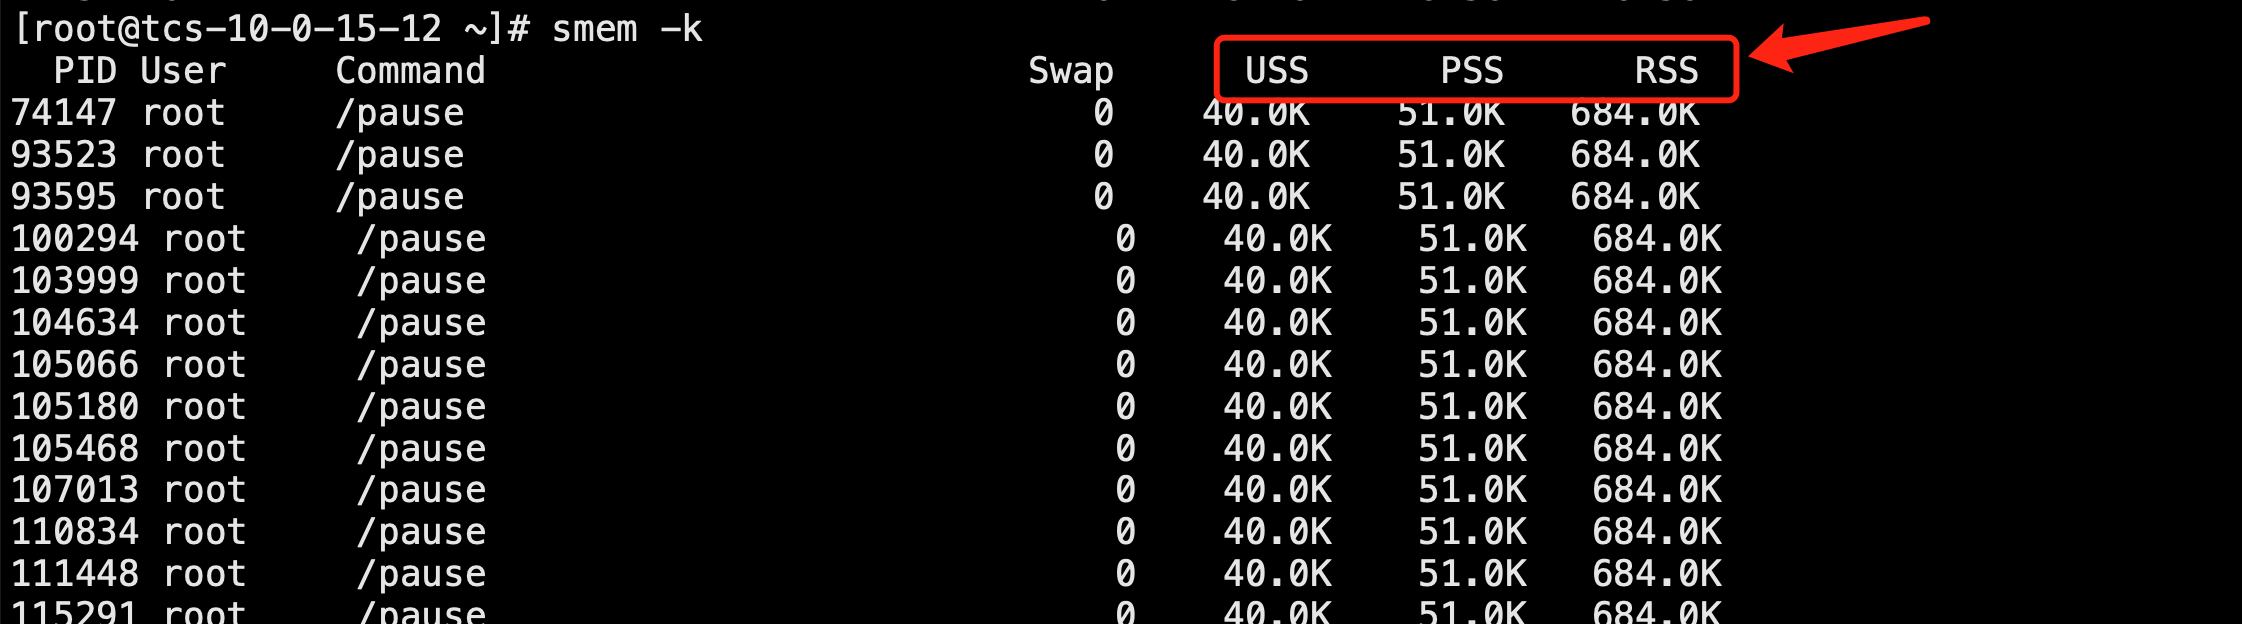 [root@tcs-10-0-15-12 ~]# smem -k
  PID User     Command                         Swap      USS      PSS      RSS
74147 root     /pause                             0    40.0K    51.0K   684.0K
93523 root     /pause                             0    40.0K    51.0K   684.0K
93595 root     /pause                             0    40.0K    51.0K   684.0K
100294 root     /pause                             0    40.0K    51.0K   684.0K
103999 root     /pause                             0    40.0K    51.0K   684.0K
104634 root     /pause                             0    40.0K    51.0K   684.0K
105066 root     /pause                             0    40.0K    51.0K   684.0K
105180 root     /pause                             0    40.0K    51.0K   684.0K
105468 root     /pause                             0    40.0K    51.0K   684.0K
107013 root     /pause                             0    40.0K    51.0K   684.0K
110834 root     /pause                             0    40.0K    51.0K   684.0K
111448 root     /pause                             0    40.0K    51.0K   684.0K
115291 root     /pause                             0    40.0K    51.0K   684.0K